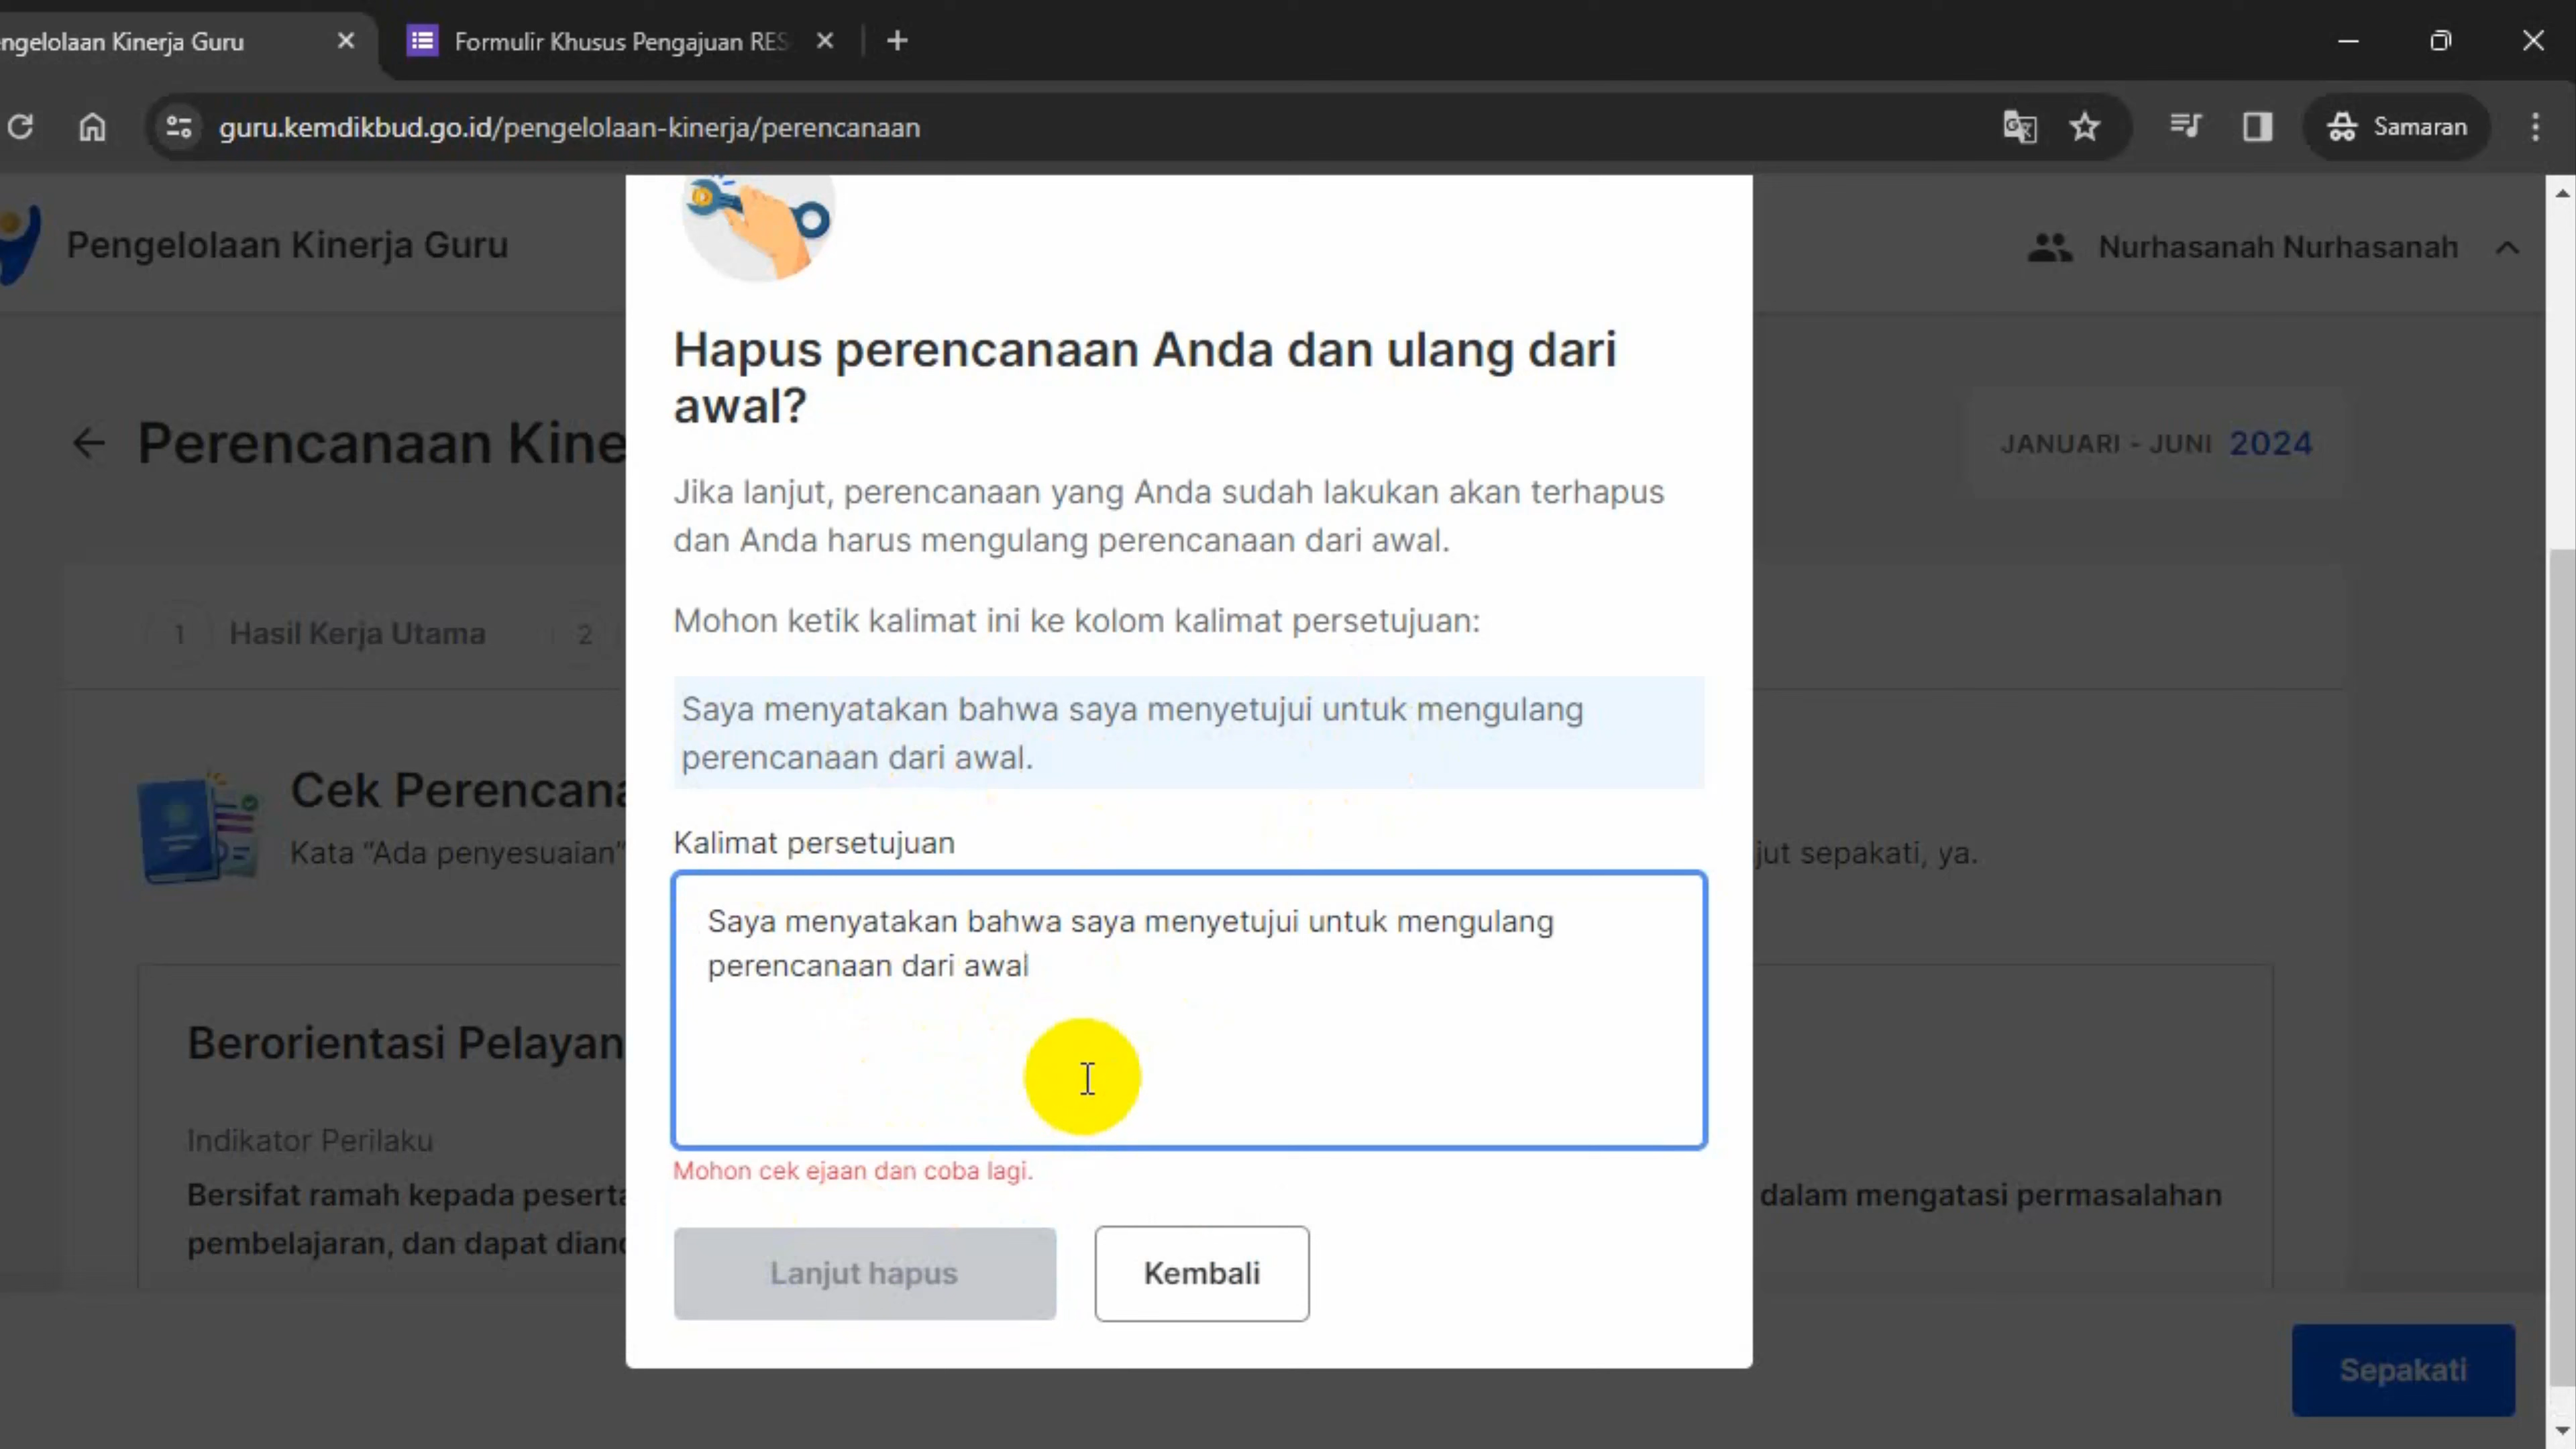 ngelolaan Kinerja Guru
Formulir Khusus Pengajuan RES
guru.kemdikbud.go.id/pengelolaan-kinerja/perencanaan
Samaran
Pengelolaan Kinerja Guru
Nurhasanah Nurhasanah
Perencanaan Kine
JANUARI - JUNI 2024
1 Hasil Kerja Utama 2
Cek Perencana
Kata “Ada penyesuaian”
jut sepakati, ya.
Berorientasi Pelayan
Indikator Perilaku
Bersifat ramah kepada peserta
dalam mengatasi permasalahan
pembelajaran, dan dapat diand
Hapus perencanaan Anda dan ulang dari
awal?
Jika lanjut, perencanaan yang Anda sudah lakukan akan terhapus
dan Anda harus mengulang perencanaan dari awal.
Mohon ketik kalimat ini ke kolom kalimat persetujuan:
Saya menyatakan bahwa saya menyetujui untuk mengulang
perencanaan dari awal.
Kalimat persetujuan
Saya menyatakan bahwa saya menyetujui untuk mengulang
perencanaan dari awal
Mohon cek ejaan dan coba lagi.
Lanjut hapus
Kembali
Sepakati